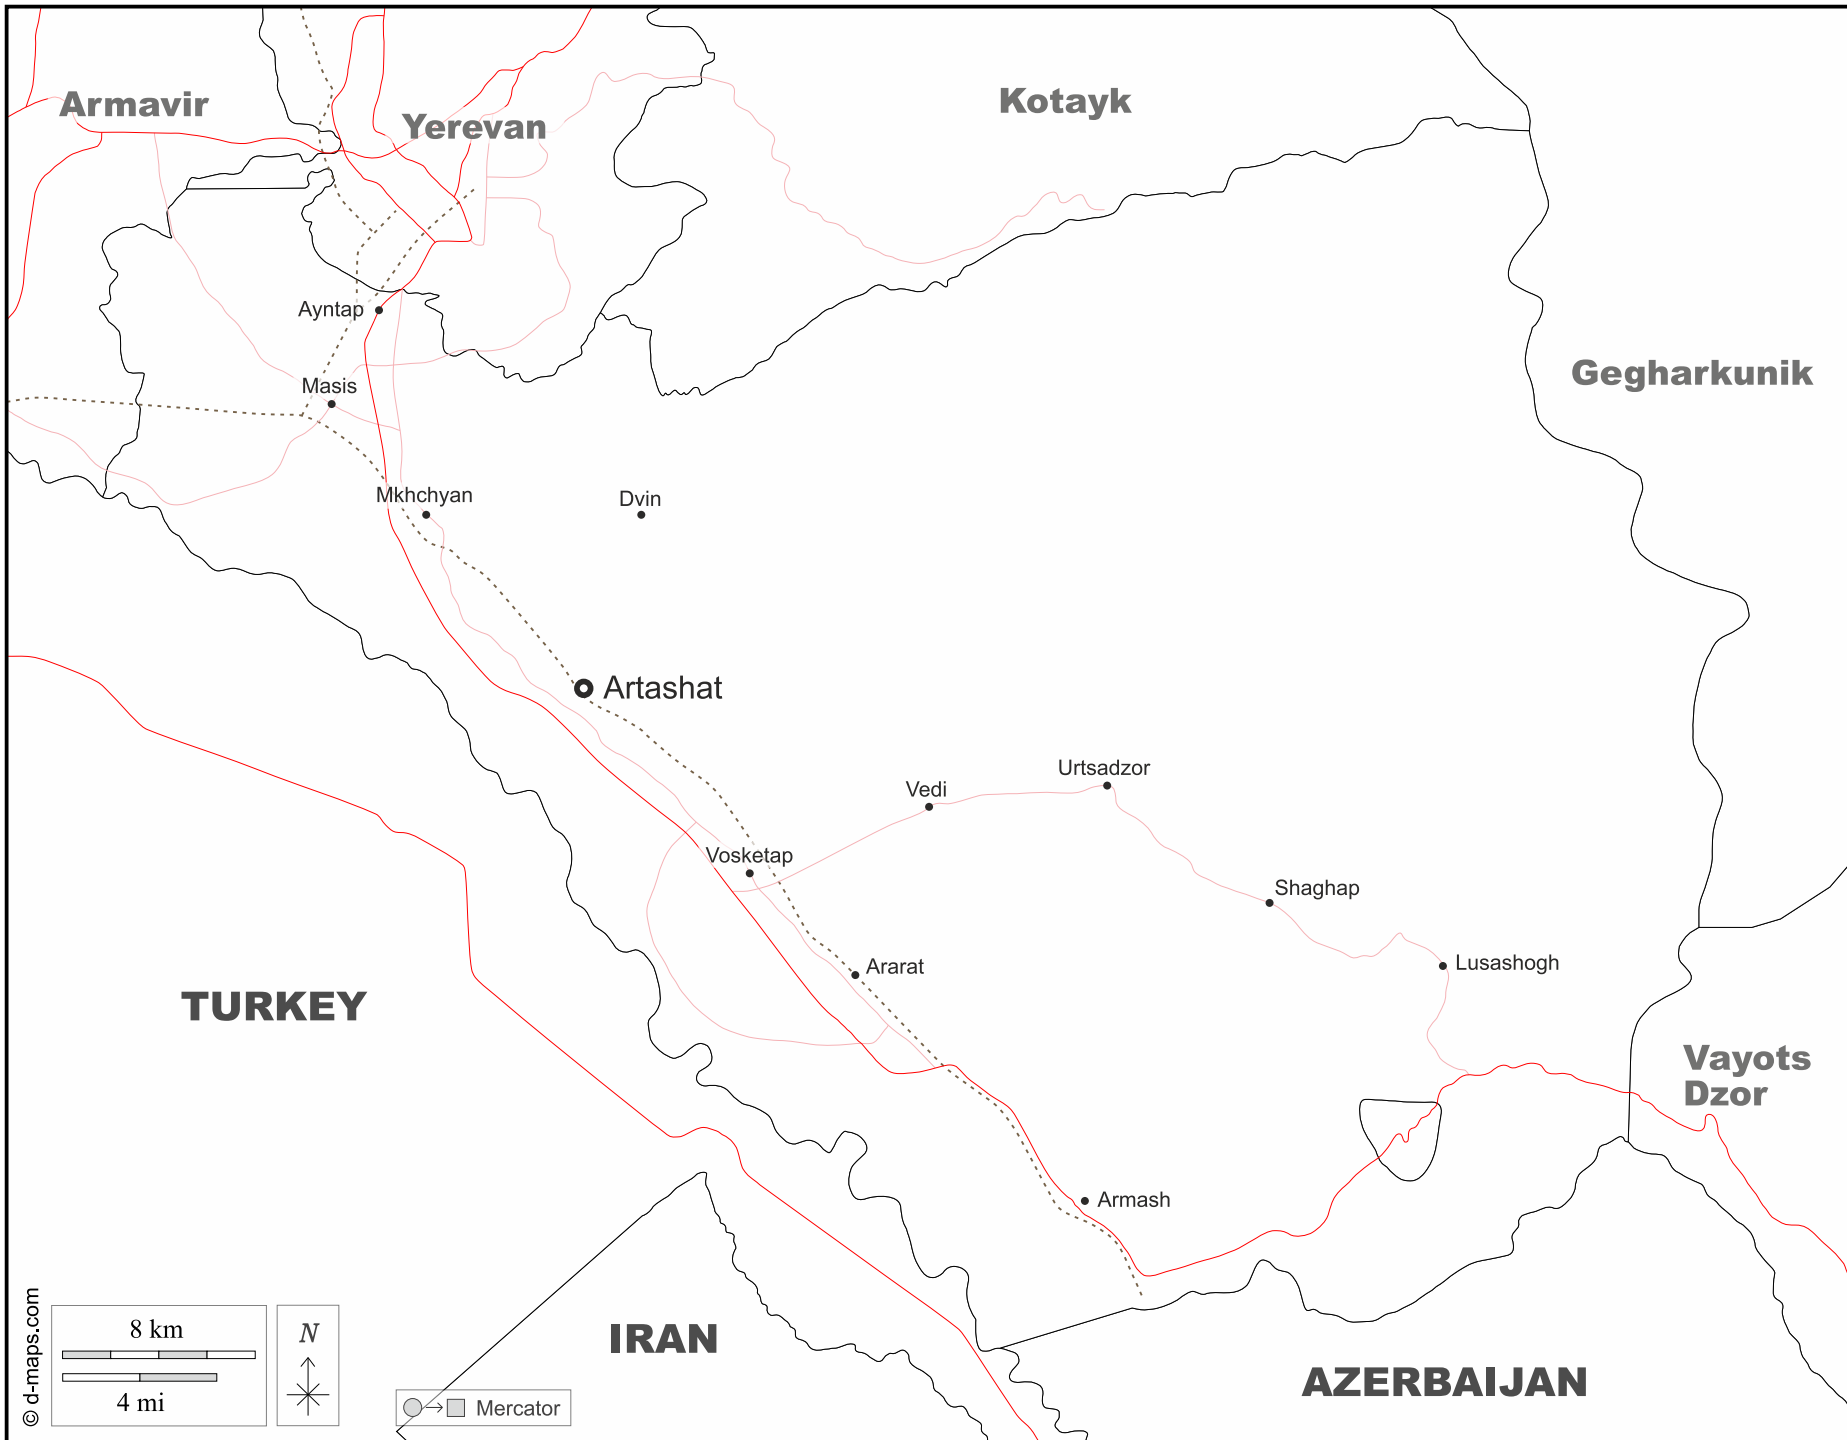 Armavir
Yerevan
Kotayk
Ayntap
Gegharkunik
Masis
Mkhchyan
Dvin
Artashat
Urtsadzor
Vedi
Vosketap
Shaghap
Ararat
Lusashogh
TURKEY
Vayots
Dzor
Armash
IRAN
AZERBAIJAN
© d-maps.com
8 km
4 mi
N
Mercator